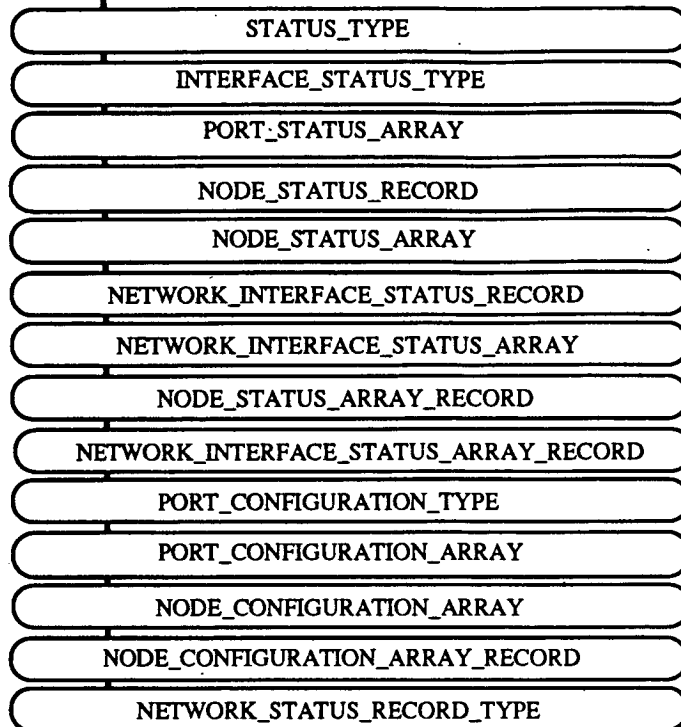 STATUS_TYPE
INTERFACE_STATUS_TYPE
PORT_STATUS_ARRAY
NODE_STATUS_RECORD
NODE_STATUS_ARRAY
NETWORK_INTERFACE_STATUS_RECORD
NETWORK_INTERFACE_STATUS_ARRAY
NODE_STATUS_ARRAY_RECORD
NETWORK_INTERFACE_STATUS_ARRAY_RECORD
PORT_CONFIGURATION_TYPE
PORT_CONFIGURATION_ARRAY
NODE_CONFIGURATION_ARRAY
NODE_CONFIGURATION_ARRAY_RECORD
NETWORK_STATUS_RECORD_TYPE